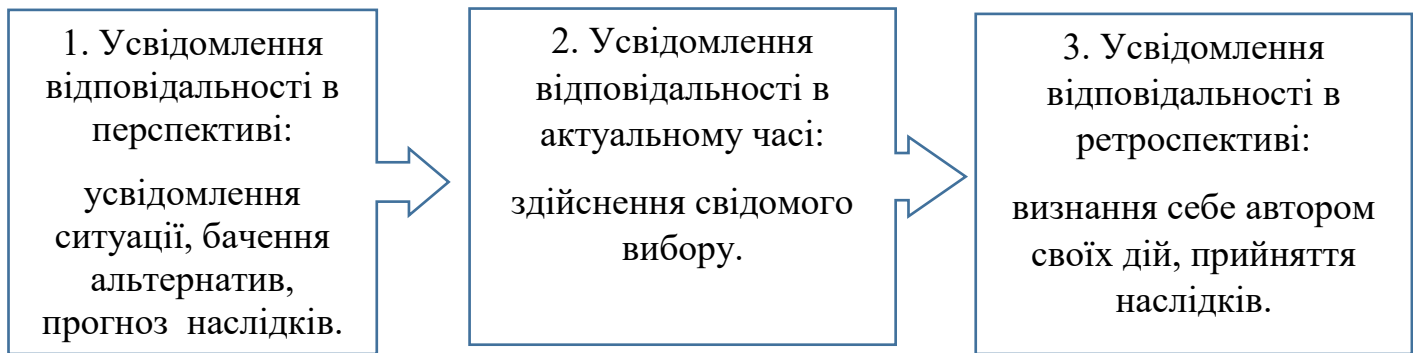 1. Усвідомлення
відповідальності в
перспективі:
усвідомлення
ситуації, бачення
альтернатив,
прогноз наслідків.
2. Усвідомлення
відповідальності в
актуальному часі:
здійснення свідомого
вибору.
3. Усвідомлення
відповідальності в
ретроспективі:
визнання себе автором
своїх дій, прийняття
наслідків.